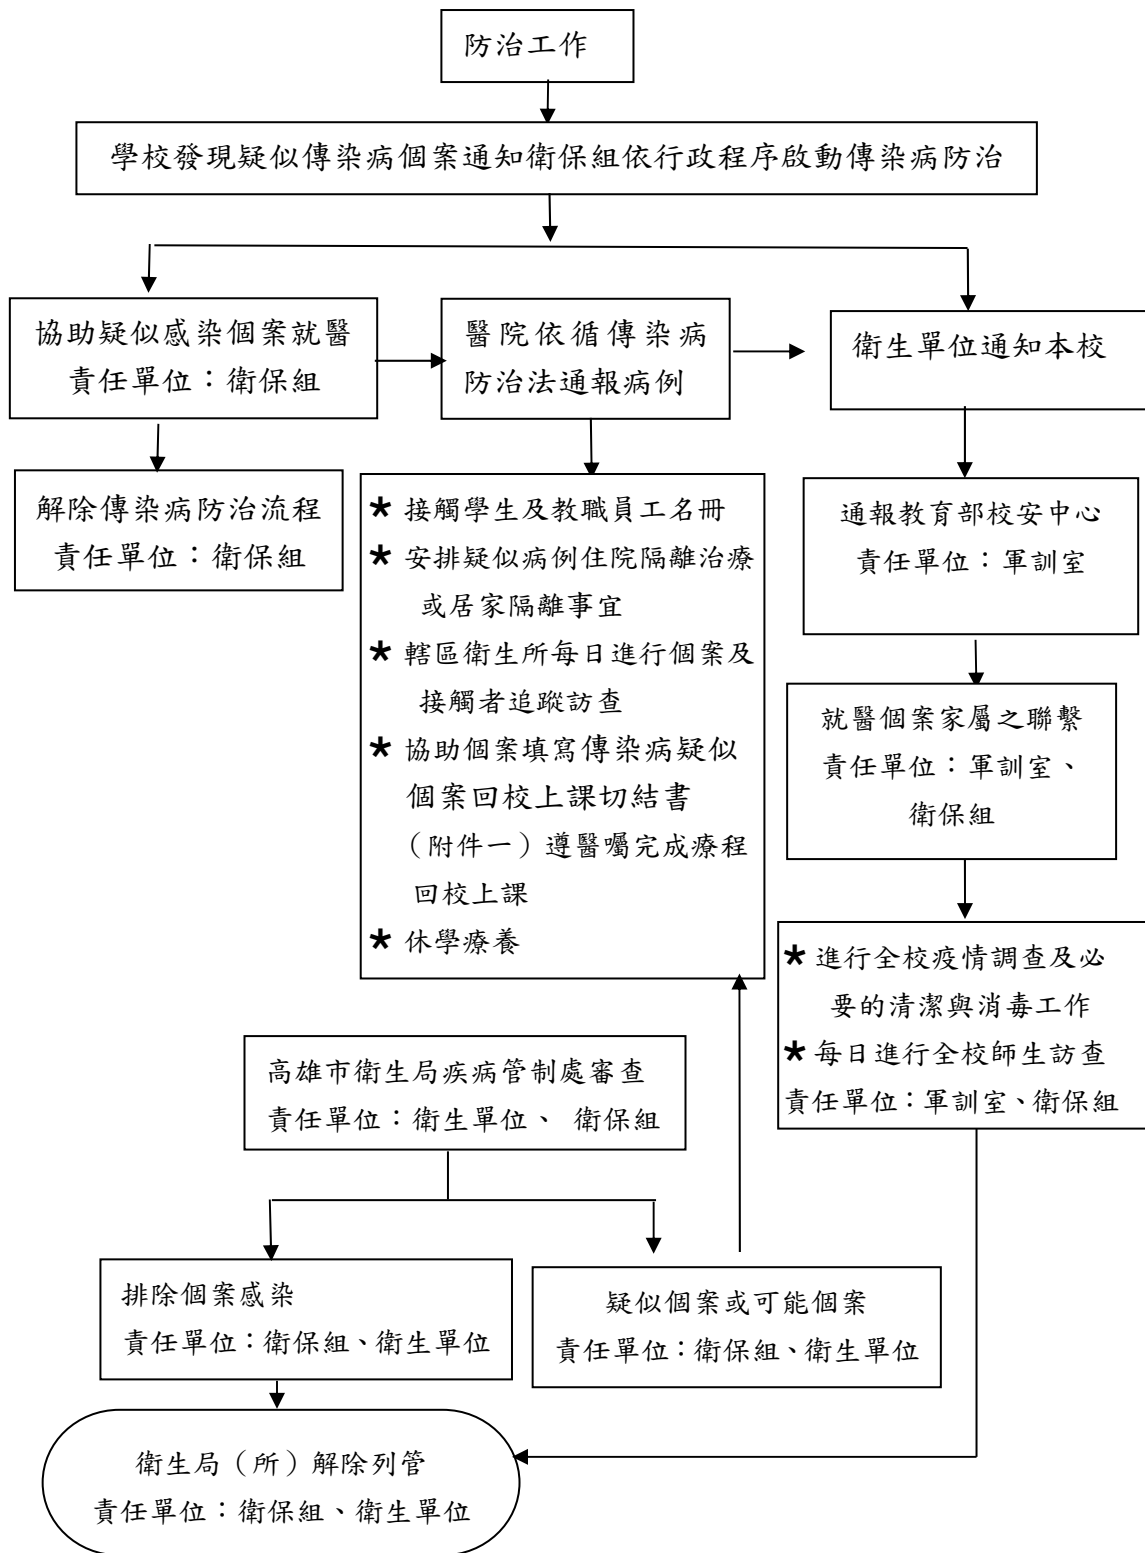 防治工作
學校發現疑似傳染病個案通知衛保組依行政程序啟動傳染病防治
協助疑似感染個案就醫
責任單位：衛保組
醫院依循傳染病
防治法通報病例
衛生單位通知本校
解除傳染病防治流程
責任單位：衛保組
★ 接觸學生及教職員工名冊
★ 安排疑似病例住院隔離治療
或居家隔離事宜
★ 轄區衛生所每日進行個案及
接觸者追蹤訪查
★ 協助個案填寫傳染病疑似
個案回校上課切結書
（附件一）遵醫囑完成療程
回校上課
★ 休學療養
通報教育部校安中心
責任單位：軍訓室
就醫個案家屬之聯繫
責任單位：軍訓室、
衛保組
★ 進行全校疫情調查及必
要的清潔與消毒工作
★ 每日進行全校師生訪查
責任單位：軍訓室、衛保組
高雄市衛生局疾病管制處審查
責任單位：衛生單位、 衛保組
排除個案感染
責任單位：衛保組、衛生單位
疑似個案或可能個案
責任單位：衛保組、衛生單位
衛生局（所）解除列管
責任單位：衛保組、衛生單位